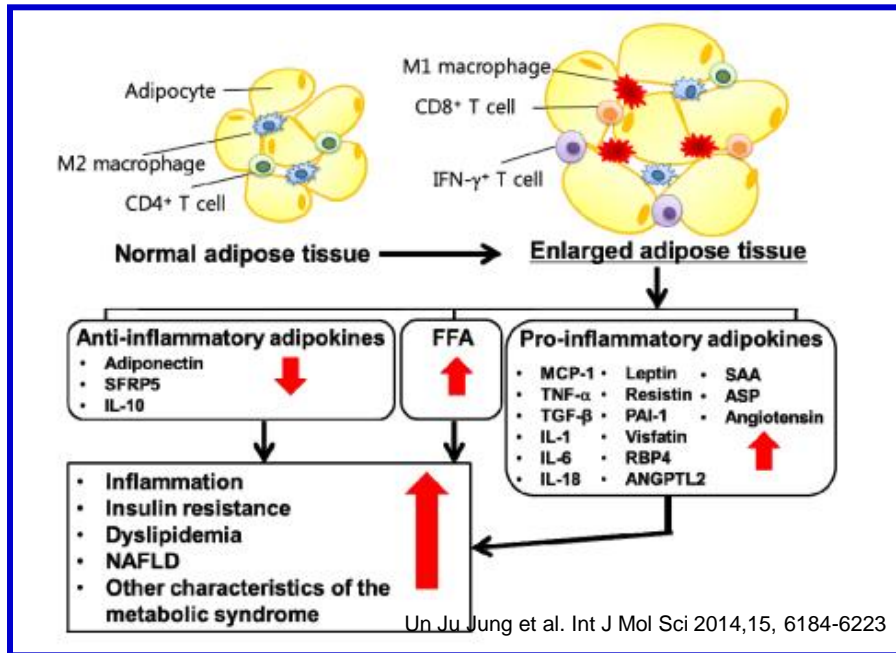 Adipocyte
M2 macrophage
CD4⁺ T cell
M1 macrophage
CD8⁺ T cell
IFN-γ⁺ T cell
Normal adipose tissue
Enlarged adipose tissue
Anti-inflammatory adipokines
• Adiponectin
• SFRP5
• IL-10
FFA
Pro-inflammatory adipokines
• MCP-1
• TNF-α
• TGF-β
• IL-1
• IL-6
• IL-18
• Leptin
• Resistin
• PAI-1
• Visfatin
• RBP4
• ANGPTL2
• SAA
• ASP
• Angiotensin
• Inflammation
• Insulin resistance
• Dyslipidemia
• NAFLD
• Other characteristics of the
metabolic syndrome
Un Ju Jung et al. Int J Mol Sci 2014,15, 6184-6223